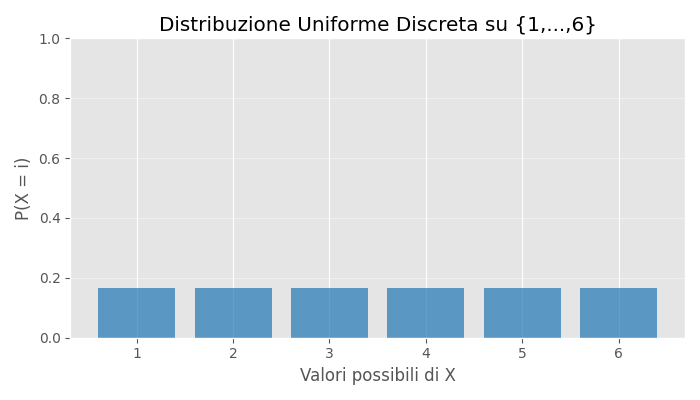 Distribuzione Uniforme Discreta su {1,...,6}
1.0
0.8
0.6
0.4
0.2
0.0
P(X = i)
1 2 3 4 5 6
Valori possibili di X